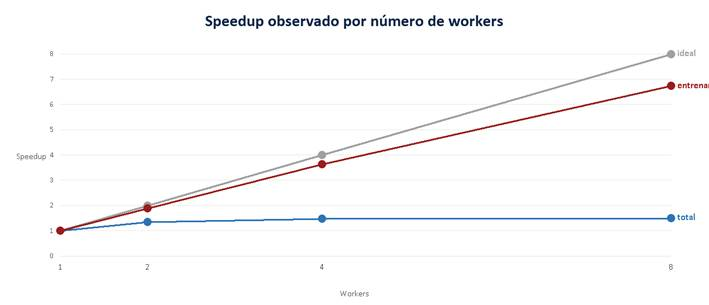 Speedup observado por número de workers
8
7
6
5
4
3
2
1
0
Speedup
ideal
entrena
total
1
2
4
8
Workers